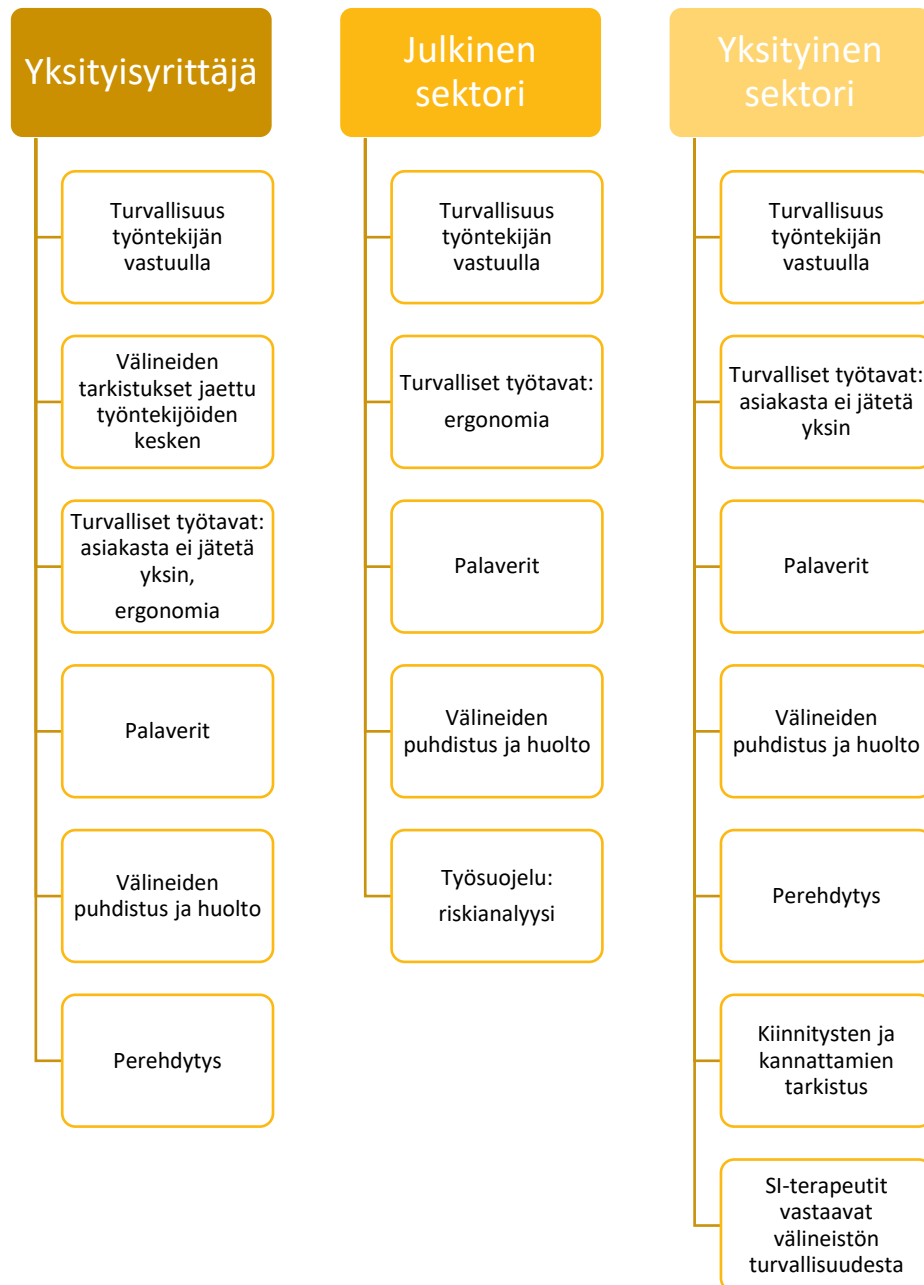 Yksityisyrittäjä
Turvallisuus
työntekijän
vastuulla
Välineiden
tarkistukset jaettu
työntekijöiden
kesken
Turvalliset työtavat:
asiakasta ei jätetä
yksin,
ergonomia
Palaverit
Välineiden
puhdistus ja huolto
Perehdytys
Julkinen
sektori
Turvallisuus
työntekijän
vastuulla
Turvalliset työtavat:
ergonomia
Palaverit
Välineiden
puhdistus ja huolto
Työsuojelu:
riskianalyysi
Yksityinen
sektori
Turvallisuus
työntekijän
vastuulla
Turvalliset työtavat:
asiakasta ei jätetä
yksin
Palaverit
Välineiden
puhdistus ja huolto
Perehdytys
Kiinnitysten ja
kannattamien
tarkistus
SI-terapeutit
vastaavat
välineistön
turvallisuudesta